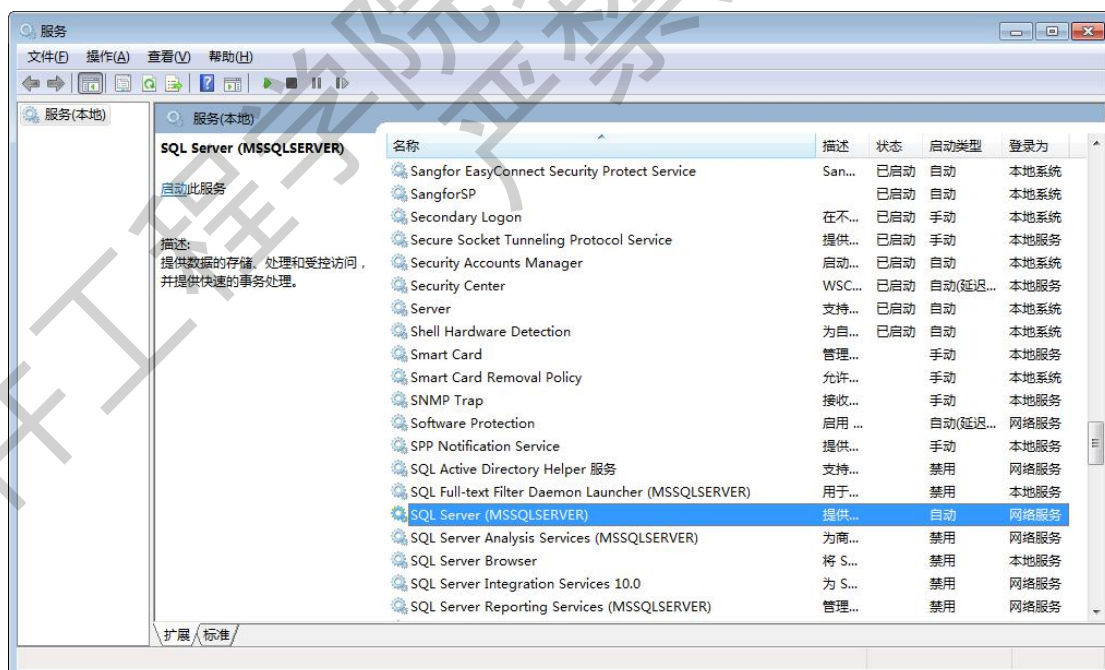 服务
文件(F) 操作(A) 查看(V) 帮助(H)
服务(本地)
服务(本地)
SQL Server (MSSQLSERVER)
启动此服务
描述:
提供数据的存储、处理和受控访问，
并提供快速的事务处理。
名称 描述 状态 启动类型 登录为
Sangfor EasyConnect Security Protect Service San... 已启动 自动 本地系统
SangforSP 已启动 自动 本地系统
Secondary Logon 在不... 已启动 手动 本地系统
Secure Socket Tunneling Protocol Service 提供... 已启动 手动 本地服务
Security Accounts Manager 启动... 已启动 自动 本地系统
Security Center WSC... 已启动 自动(延迟... 本地服务
Server 支持... 已启动 自动 本地系统
Shell Hardware Detection 为自... 已启动 自动 本地系统
Smart Card 管理... 手动 本地服务
Smart Card Removal Policy 允许... 手动 本地系统
SNMP Trap 接收... 手动 本地服务
Software Protection 启用 ... 自动(延迟... 网络服务
SPP Notification Service 提供... 手动 本地服务
SQL Active Directory Helper 服务 支持... 禁用 网络服务
SQL Full-text Filter Daemon Launcher (MSSQLSERVER) 用于... 禁用 本地服务
SQL Server (MSSQLSERVER) 提供... 自动 网络服务
SQL Server Analysis Services (MSSQLSERVER) 为商... 禁用 网络服务
SQL Server Browser 将 S... 禁用 本地服务
SQL Server Integration Services 10.0 为 S... 禁用 网络服务
SQL Server Reporting Services (MSSQLSERVER) 管理... 禁用 网络服务
扩展 标准
工程学院
严禁